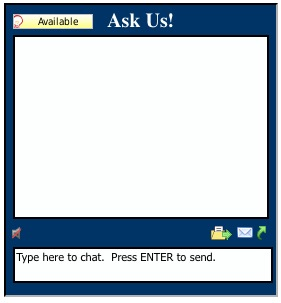 Available
Ask Us!
Type here to chat.  Press ENTER to send.